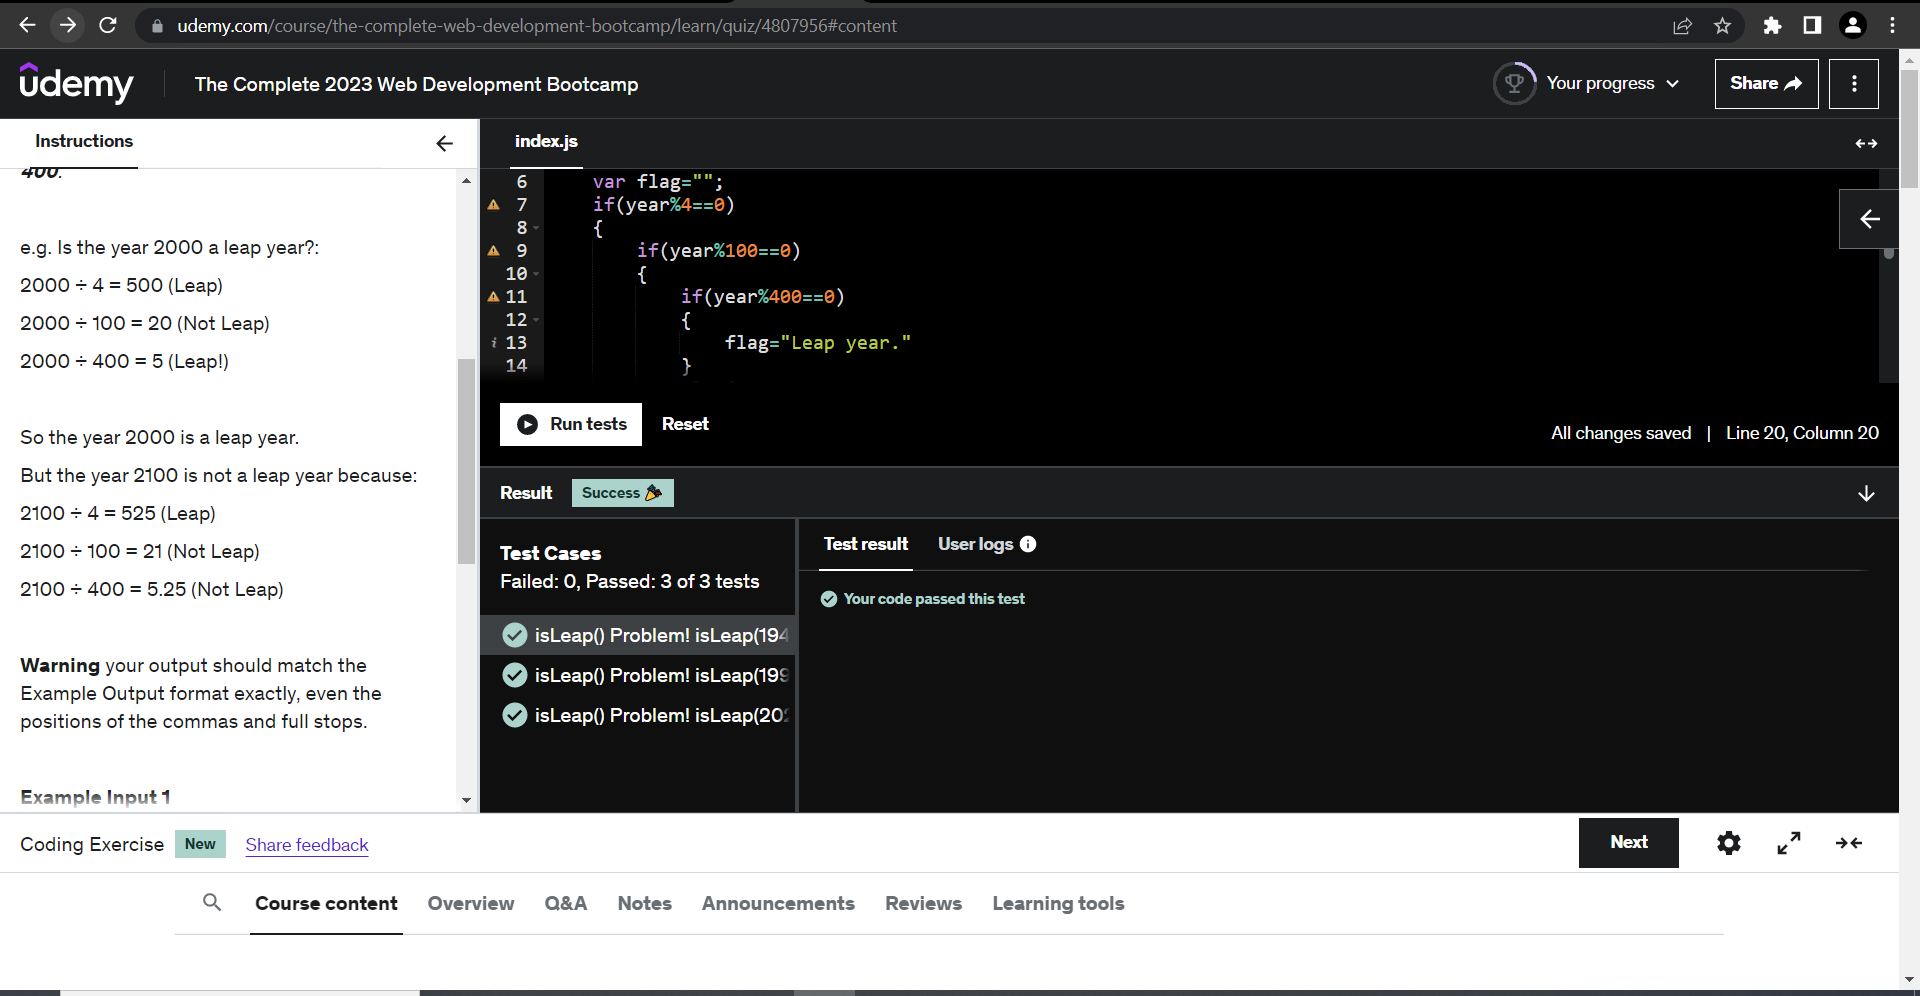 udemy.com/course/the-complete-web-development-bootcamp/learn/quiz/4807956#content
udemy
The Complete 2023 Web Development Bootcamp
Your progress
Share
Instructions
400.
e.g. Is the year 2000 a leap year?:
2000 ÷ 4 = 500 (Leap)
2000 ÷ 100 = 20 (Not Leap)
2000 ÷ 400 = 5 (Leap!)
So the year 2000 is a leap year.
But the year 2100 is not a leap year because:
2100 ÷ 4 = 525 (Leap)
2100 ÷ 100 = 21 (Not Leap)
2100 ÷ 400 = 5.25 (Not Leap)
Warning your output should match the
Example Output format exactly, even the
positions of the commas and full stops.
Example Input 1
index.js
6 var flag="";
7 if(year%4==0)
8 {
9 if(year%100==0)
10 {
11 if(year%400==0)
12 {
13 flag="Leap year."
14 }
Run tests
Reset
All changes saved | Line 20, Column 20
Result
Success
Test Cases
Failed: 0, Passed: 3 of 3 tests
isLeap() Problem! isLeap(194
isLeap() Problem! isLeap(199
isLeap() Problem! isLeap(202
Test result
User logs
Your code passed this test
Coding Exercise
New
Share feedback
Next
Course content
Overview
Q&A
Notes
Announcements
Reviews
Learning tools